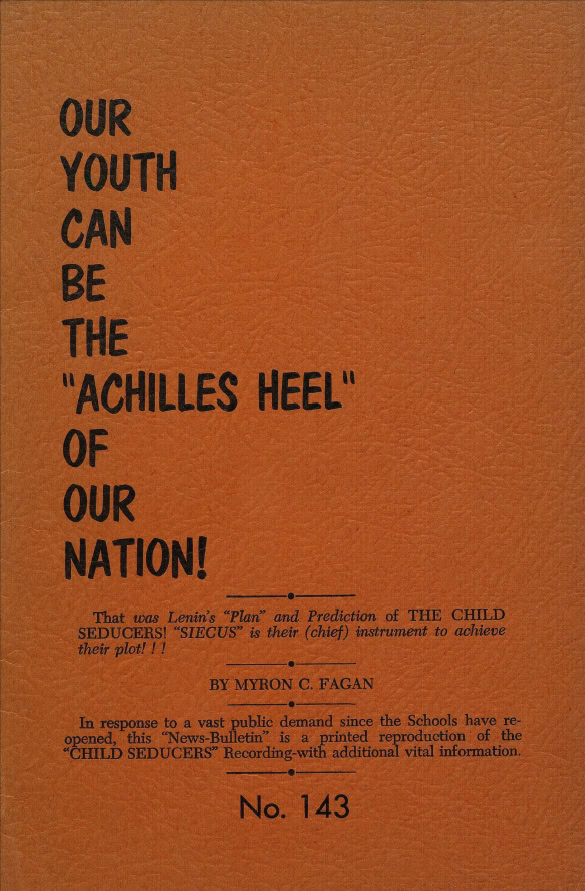 OUR
YOUTH
CAN
BE
THE
"ACHILLES HEEL"
OF
OUR
NATION!
That was Lenin's "Plan" and Prediction of THE CHILD
SEDUCERS! "SIECUS" is their (chief) instrument to achieve
their plot! ! !
BY MYRON C. FAGAN
In response to a vast public demand since the Schools have re-
opened, this "News-Bulletin" is a printed reproduction of the
"CHILD SEDUCERS" Recording-with additional vital information.
No. 143